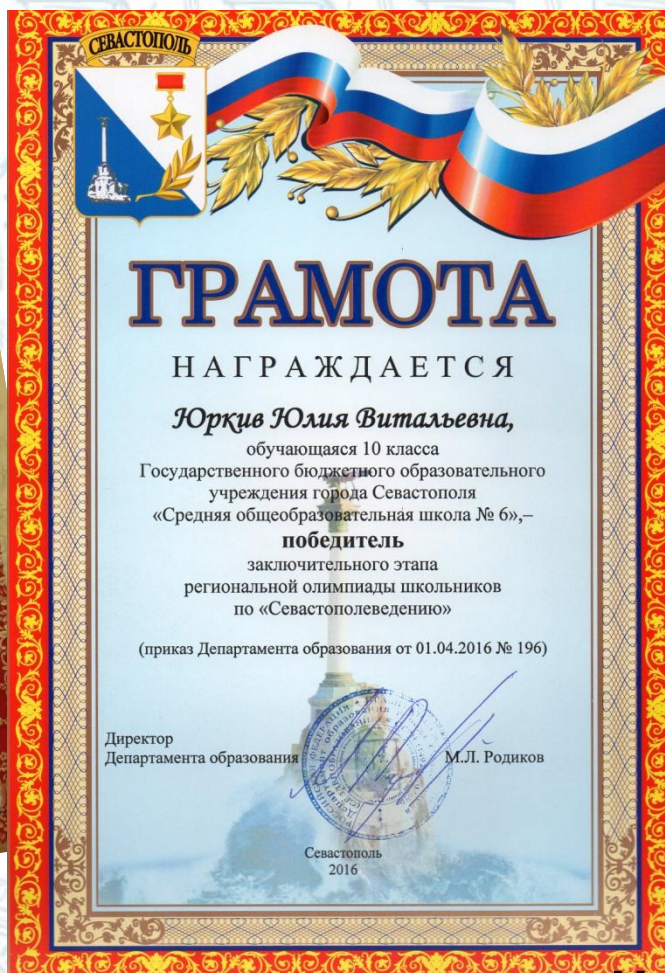 СЕВАСТОПОЛЬ
ГРАМОТА
НАГРАЖДАЕТСЯ
Юркив Юлия Витальевна,
обучающаяся 10 класса
Государственного бюджетного образовательного
учреждения города Севастополя
«Средняя общеобразовательная школа № 6»,–
победитель
заключительного этапа
региональной олимпиады школьников
по «Севастополеведению»
(приказ Департамента образования от 01.04.2016 № 196)
Директор
Департамента образования
М.Л. Родиков
Севастополь
2016